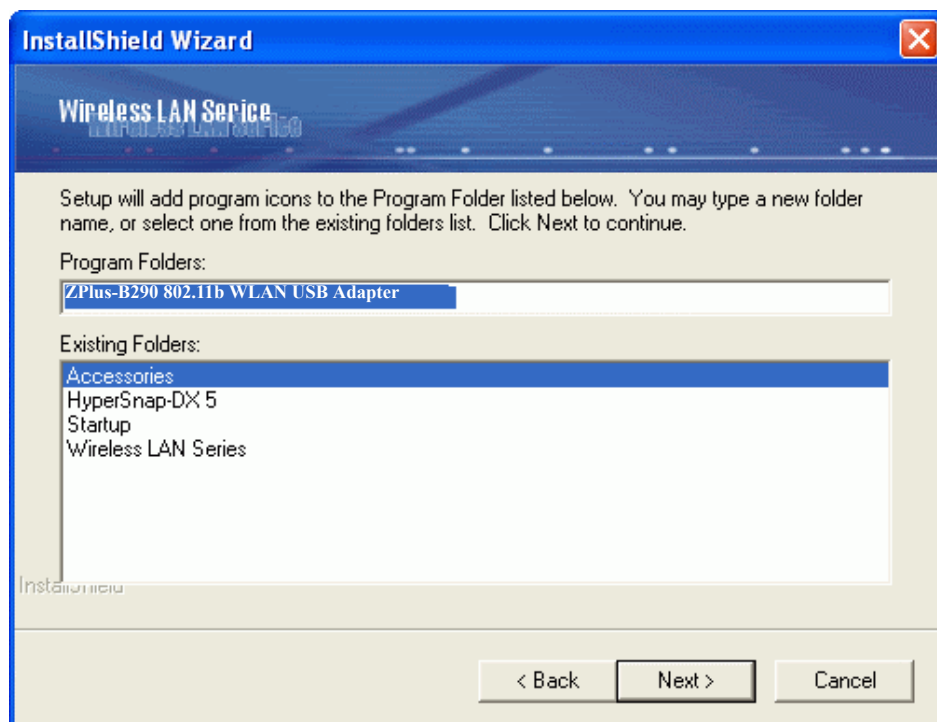 InstallShield Wizard
Wireless LAN Serice
Wireless LAN Serice
Setup will add program icons to the Program Folder listed below. You may type a new folder
name, or select one from the existing folders list. Click Next to continue.
Program Folders:
ZPlus-B290 802.11b WLAN USB Adapter
Existing Folders:
Accessories
HyperSnap-DX 5
Startup
Wireless LAN Series
InstallShield
< Back
Next >
Cancel